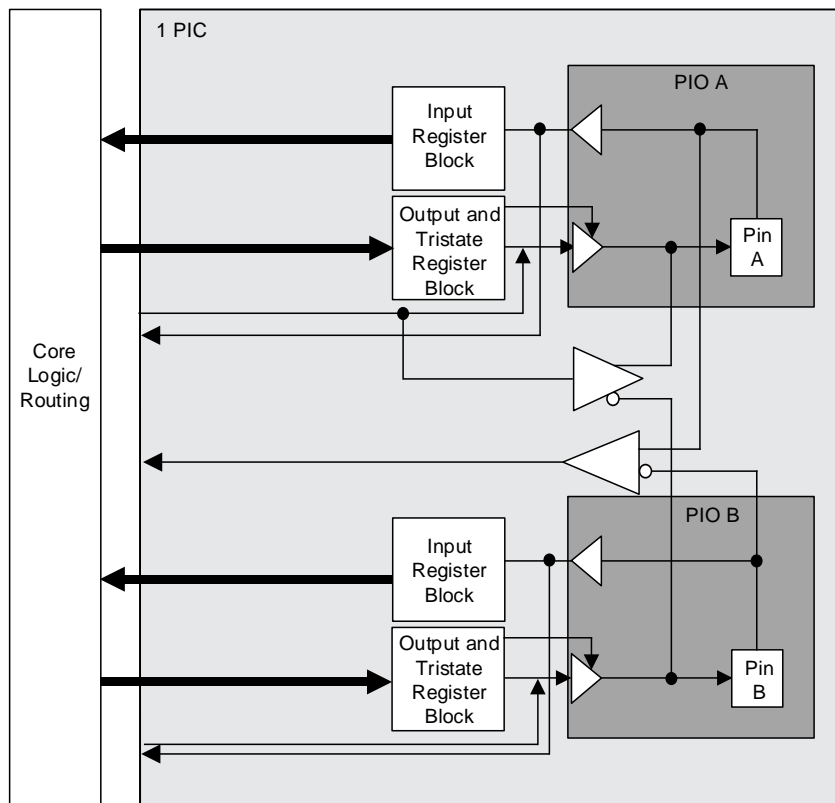 1 PIC
PIO A
Input
Register
Block
Output and
Tristate
Register
Block
Pin
A
Core
Logic/
Routing
PIO B
Input
Register
Block
Output and
Tristate
Register
Block
Pin
B